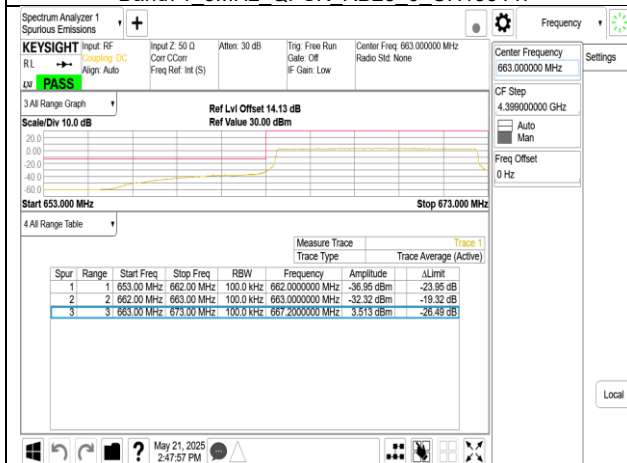 Spectrum Analyzer 1
Spurious Emissions
Frequency
KEYSIGHT
RL
LXI
PASS
Input: RF
Coupling: DC
Align: Auto
Input Z: 50 Ω
Corr CCorr
Freq Ref: Int (S)
Atten: 30 dB
Trig: Free Run
Gate: Off
IF Gain: Low
Center Freq: 663.000000 MHz
Radio Std: None
Center Frequency
663.000000 MHz
Settings
CF Step
4.399000000 GHz
Auto
Man
Freq Offset
0 Hz
3 All Range Graph
Scale/Div 10.0 dB
Ref Lvl Offset 14.13 dB
Ref Value 30.00 dBm
20.0
0.00
-20.0
-40.0
-60.0
Start 653.000 MHz
Stop 673.000 MHz
4 All Range Table
Measure Trace Trace 1
Trace Type Trace Average (Active)
Spur Range Start Freq Stop Freq RBW Frequency Amplitude ΔLimit
1 1 653.00 MHz 662.00 MHz 100.0 kHz 662.0000000 MHz -36.95 dBm -23.95 dB
2 2 662.00 MHz 663.00 MHz 100.0 kHz 663.0000000 MHz -32.32 dBm -19.32 dB
3 3 663.00 MHz 673.00 MHz 100.0 kHz 667.2000000 MHz 3.513 dBm -26.49 dB
Local
?
May 21, 2025
2:47:57 PM